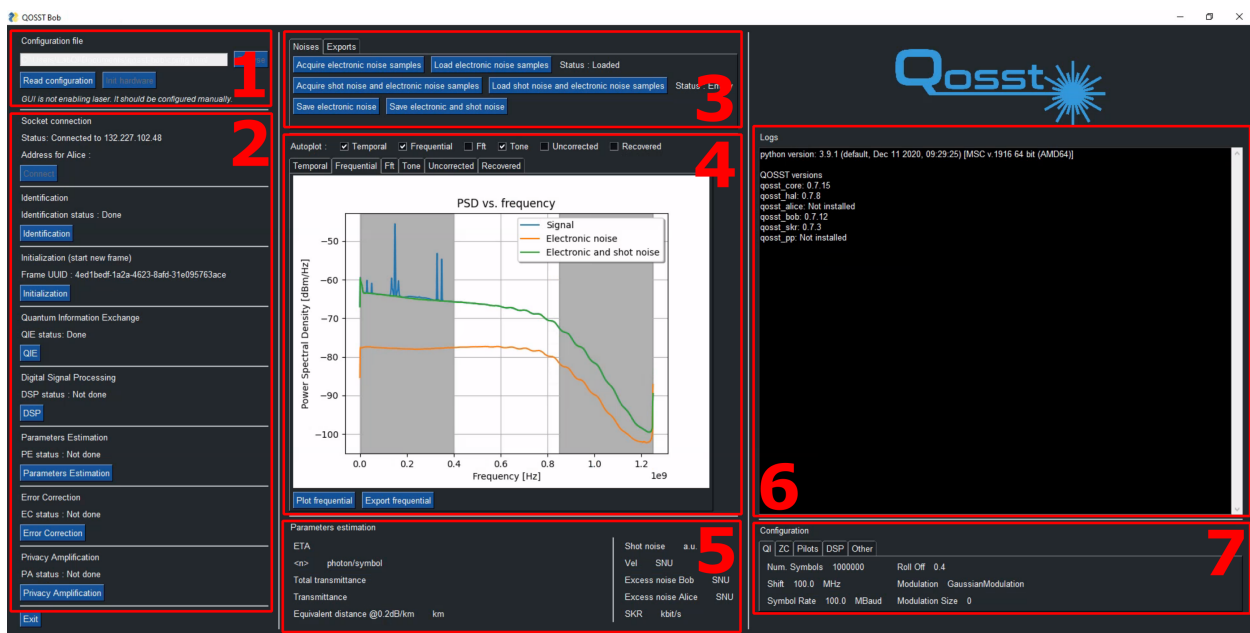 QOSST Bob
Configuration file
1
Read configuration Init hardware
GUI is not enabling laser. It should be configured manually.
2
Socket connection
Status: Connected to 132.227.102.48
Address for Alice :
Connect
Identification
Identification status : Done
Identification
Initialization (start new frame)
Frame UUID : 4ed1bedf-1a2a-4623-8afd-31e095763ace
Initialization
Quantum Information Exchange
QIE status: Done
QIE
Digital Signal Processing
DSP status : Not done
DSP
Parameters Estimation
PE status : Not done
Parameters Estimation
Error Correction
EC status : Not done
Error Correction
Privacy Amplification
PA status : Not done
Privacy Amplification
Exit
Noises Exports
Acquire electronic noise samples Load electronic noise samples Status : Loaded
Acquire shot noise and electronic noise samples Load shot noise and electronic noise samples
Save electronic noise Save electronic and shot noise
3
Autoplot : Temporal Frequential Fft Tone Uncorrected Recovered
Temporal Frequential Fft Tone Uncorrected Recovered
4
PSD vs. frequency
Signal
Electronic noise
Electronic and shot noise
Power Spectral Density [dBm/Hz]
−50
−60
−70
−80
−90
−100
0.0 0.2 0.4 0.6 0.8 1.0 1.2
Frequency [Hz] 1e9
Plot frequential Export frequential
Parameters estimation
5
ETA
<n> photon/symbol
Total transmittance
Transmittance
Equivalent distance @0.2dB/km km
Shot noise a.u.
Vel SNU
Excess noise Bob SNU
Excess noise Alice SNU
SKR kbit/s
Qosst
Logs
python version: 3.9.1 (default, Dec 11 2020, 09:29:25) [MSC v.1916 64 bit (AMD64)]
QOSST versions
qosst_core: 0.7.15
qosst_hal: 0.7.8
qosst_alice: Not installed
qosst_bob: 0.7.12
qosst_skr: 0.7.3
qosst_pp: Not installed
6
Configuration
7
QI ZC Pilots DSP Other
Num. Symbols 1000000 Roll Off 0.4
Shift 100.0 MHz Modulation GaussianModulation
Symbol Rate 100.0 MBaud Modulation Size 0